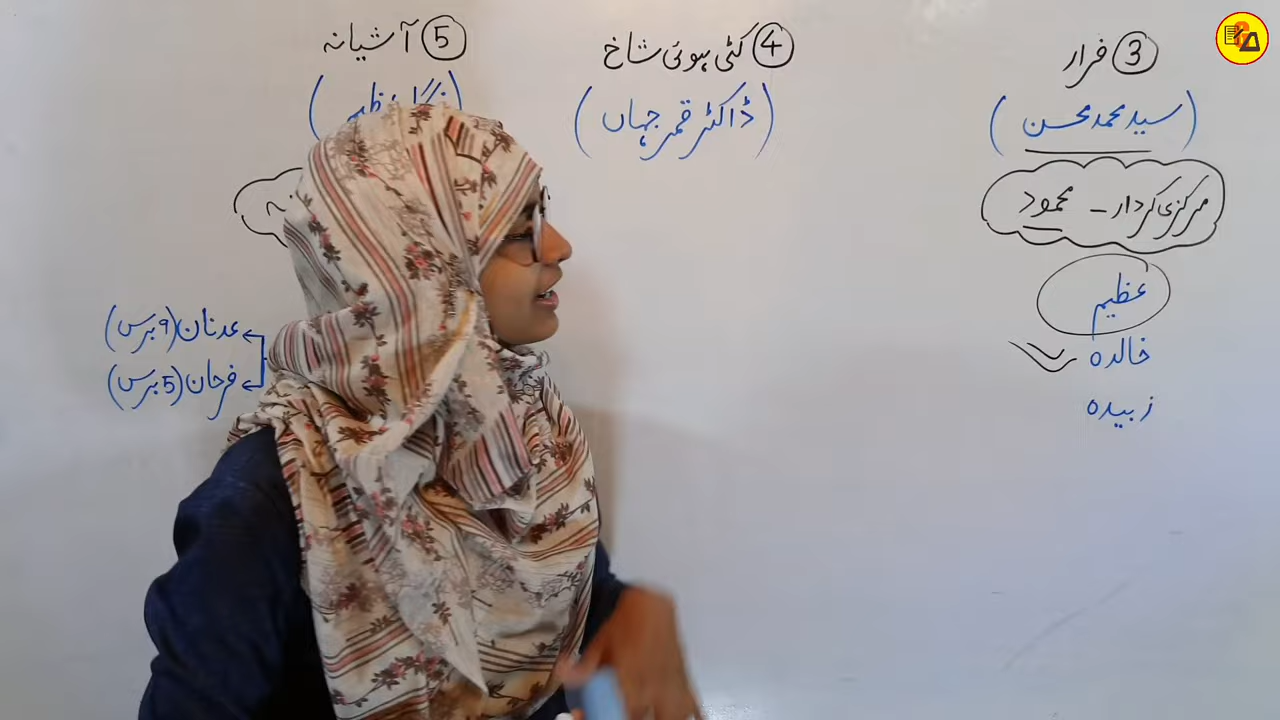 ③ فرار
(سید محمد محسن)
مرکزی کردار – محمود
عظیم
خالدہ
زبیدہ
④ کٹی ہوئی شاخ
(ڈاکٹر قمر جہاں)
⑤ آشیانہ
عدنان (۹ برس)
فرحان (5 برس)